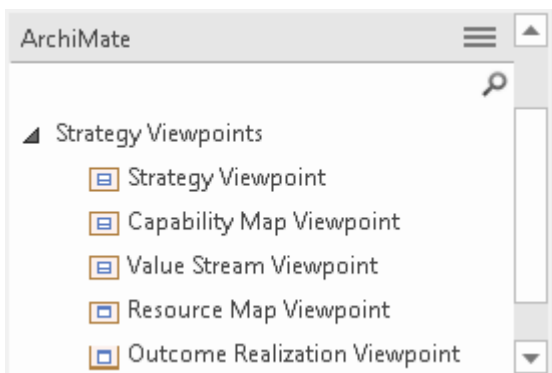 ArchiMate
Strategy Viewpoints
Strategy Viewpoint
Capability Map Viewpoint
Value Stream Viewpoint
Resource Map Viewpoint
Outcome Realization Viewpoint